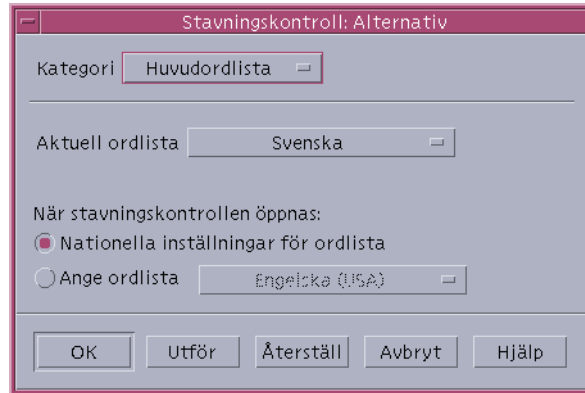 Stavningskontroll: Alternativ
Kategori Huvudordlista
Aktuell ordlista Svenska
När stavningskontrollen öppnas:
Nationella inställningar för ordlista
Ange ordlista Engelska (USA)
OK Utför Återställ Avbryt Hjälp